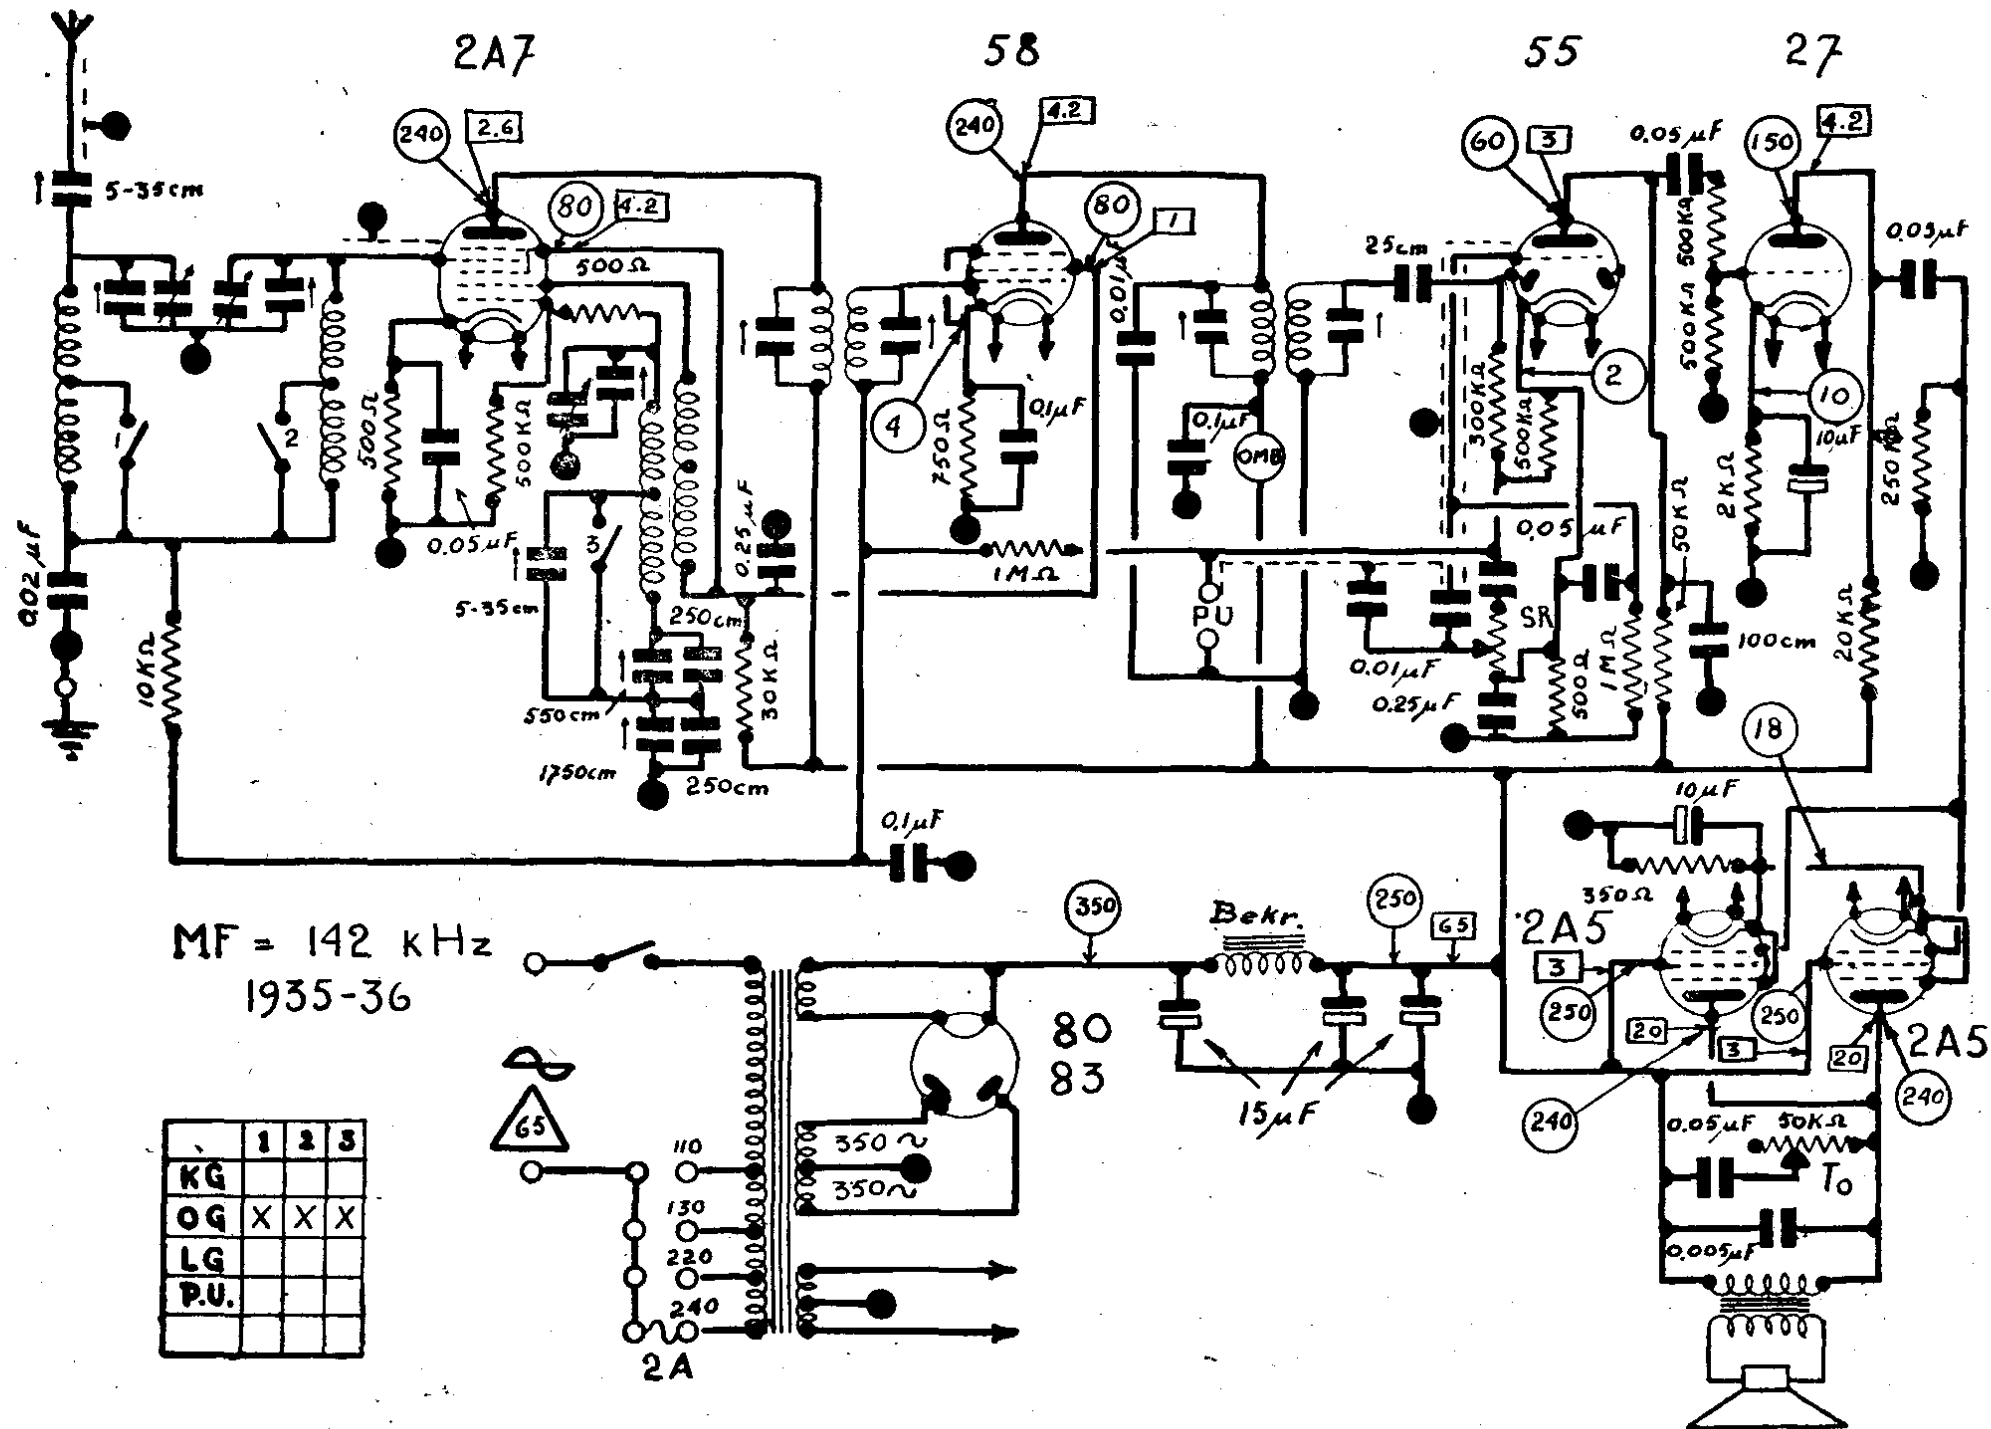 2A7
58
55
27
240
2.6
80
4.2
5-35cm
500Ω
240
4.2
80
1
0.01µF
60
3
25cm
0.05µF
500KΩ
500KΩ
150
4.2
0.05µF
1
2
500Ω
500KΩ
0.05µF
3
5-35cm
0.25µF
4
750Ω
0.1µF
1MΩ
0.1µF
OMB
300KΩ
500KΩ
2
0.05µF
10
10µF
2KΩ
250KΩ
0.02µF
10KΩ
250cm
550cm
1750cm
250cm
30KΩ
PU
0.01µF
0.25µF
SR
500Ω
1MΩ
50KΩ
100cm
20KΩ
18
0.1µF
10µF
350Ω
MF = 142 kHz
1935-36
350
Bekr.
250
65
2A5
3
250
20
250
3
20
2A5
240
240
80
83
15µF
65
350~
350~
110
130
220
240
2A
0.05µF
50KΩ
To
0.005µF
1 2 3
KG
OG X X X
LG
P.U.